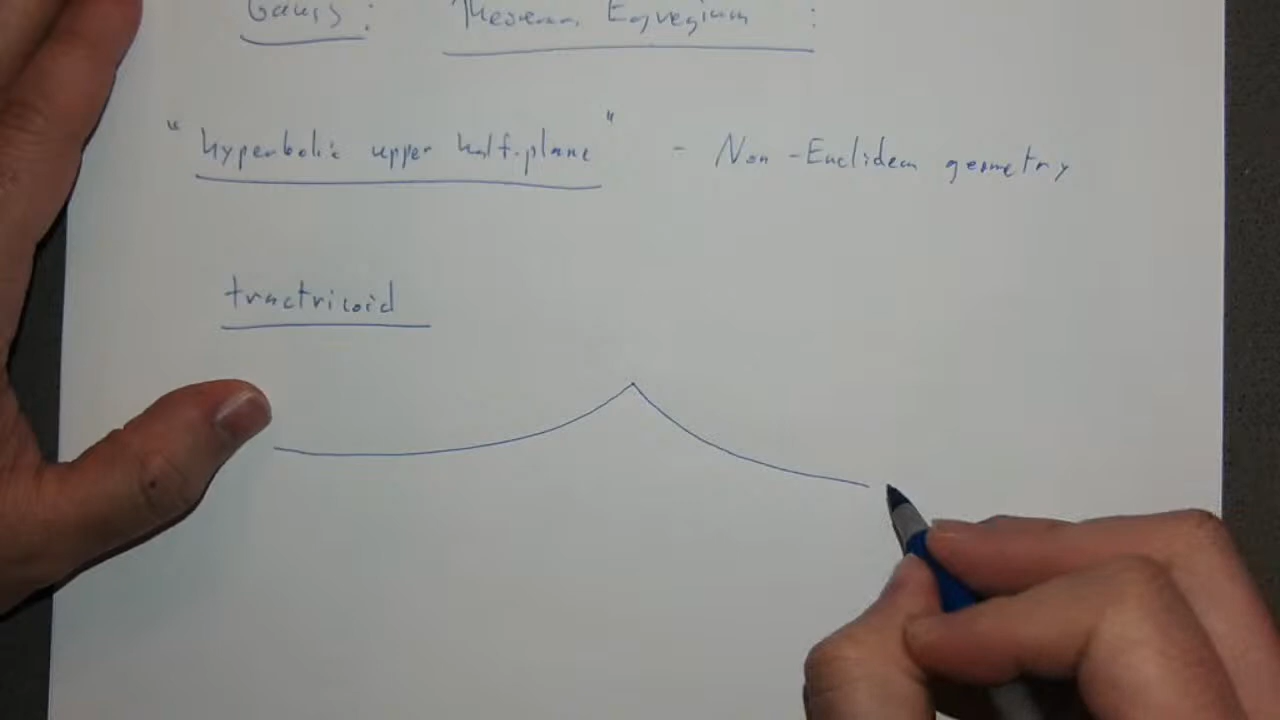 Gauss: Theorema Egregium:
"hyperbolic upper half-plane" - Non-Euclidean geometry
tractricoid